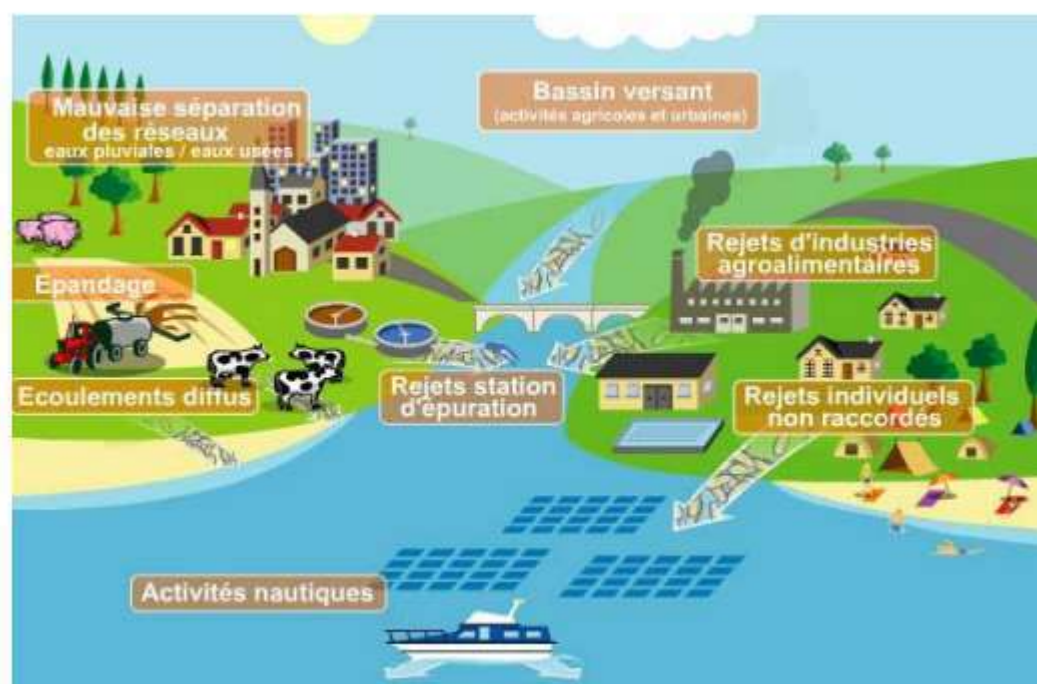 Mauvaise séparation
des réseaux
eaux pluviales / eaux usées
Bassin versant
(activités agricoles et urbaines)
Rejets d'industries
agroalimentaires
Epandage
Ecoulements diffus
Rejets station
d'épuration
Rejets individuels
non raccordés
Activités nautiques